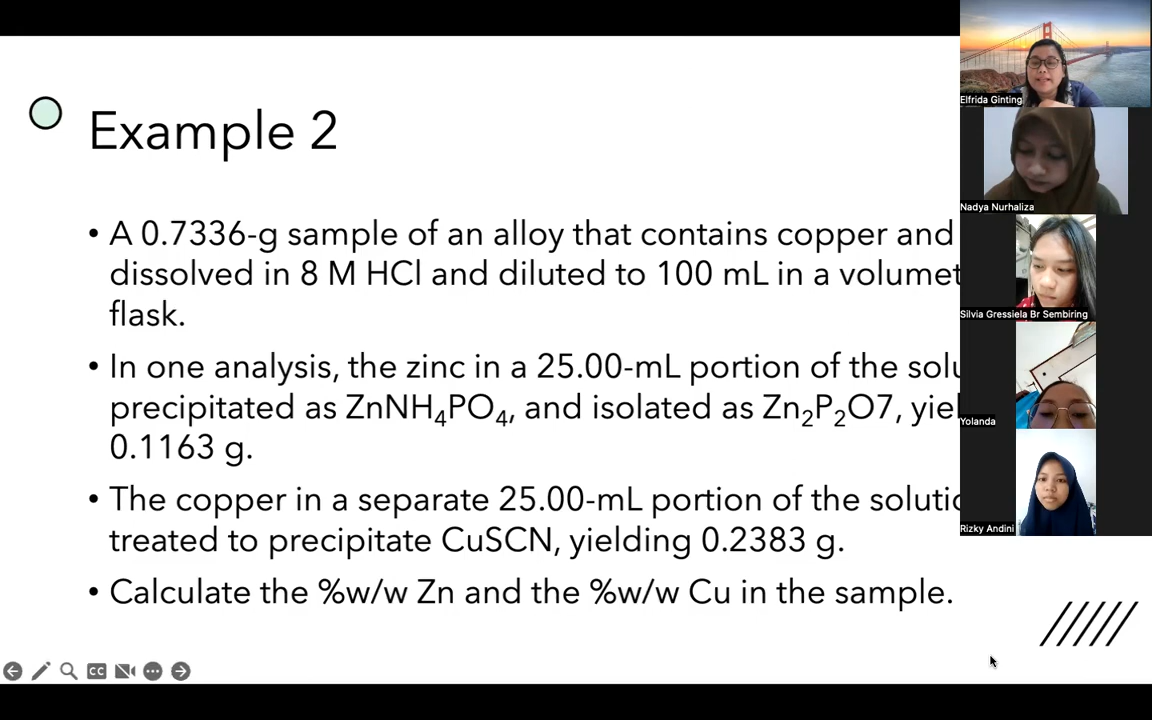 Example 2
• A 0.7336-g sample of an alloy that contains copper and
dissolved in 8 M HCl and diluted to 100 mL in a
flask.
• In one analysis, the zinc in a 25.00-mL portion of the
precipitated as ZnNH₄PO₄, and isolated as Zn₂P₂O7,
0.1163 g.
• The copper in a separate 25.00-mL portion of the
treated to precipitate CuSCN, yielding 0.2383 g.
• Calculate the %w/w Zn and the %w/w Cu in the sample.
Elfrida Ginting
Nadya Nurhaliza
Silvia Gressiela Br Sembiring
Yolanda
Rizky Andini
CC